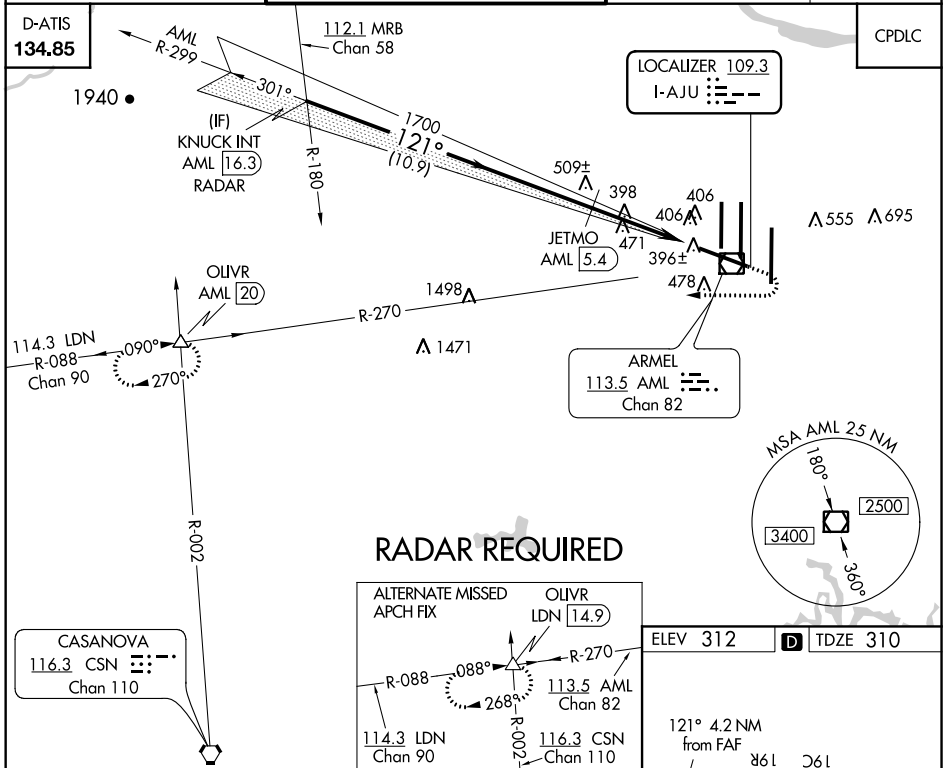 D-ATIS
134.85
AML
R-299
112.1 MRB
Chan 58
CPDLC
LOCALIZER 109.3
I-AJU
1940
301°
(IF)
KNUCK INT
AML 16.3
RADAR
R-180
1700
121°
(10.9)
509±
398
406
406
555
695
JETMO
AML 5.4
471
396±
478
OLIVR
AML 20
1498
R-270
1471
114.3 LDN
R-088
Chan 90
090°
270°
ARMEL
113.5 AML
Chan 82
MSA AML 25 NM
180°
2500
3400
360°
R-002
RADAR REQUIRED
CASANOVA
116.3 CSN
Chan 110
ALTERNATE MISSED
APCH FIX
OLIVR
LDN 14.9
R-088
088°
R-270
268°
113.5 AML
Chan 82
R-002
114.3 LDN
Chan 90
116.3 CSN
Chan 110
ELEV 312
D
TDZE 310
121° 4.2 NM
from FAF
19R
19C